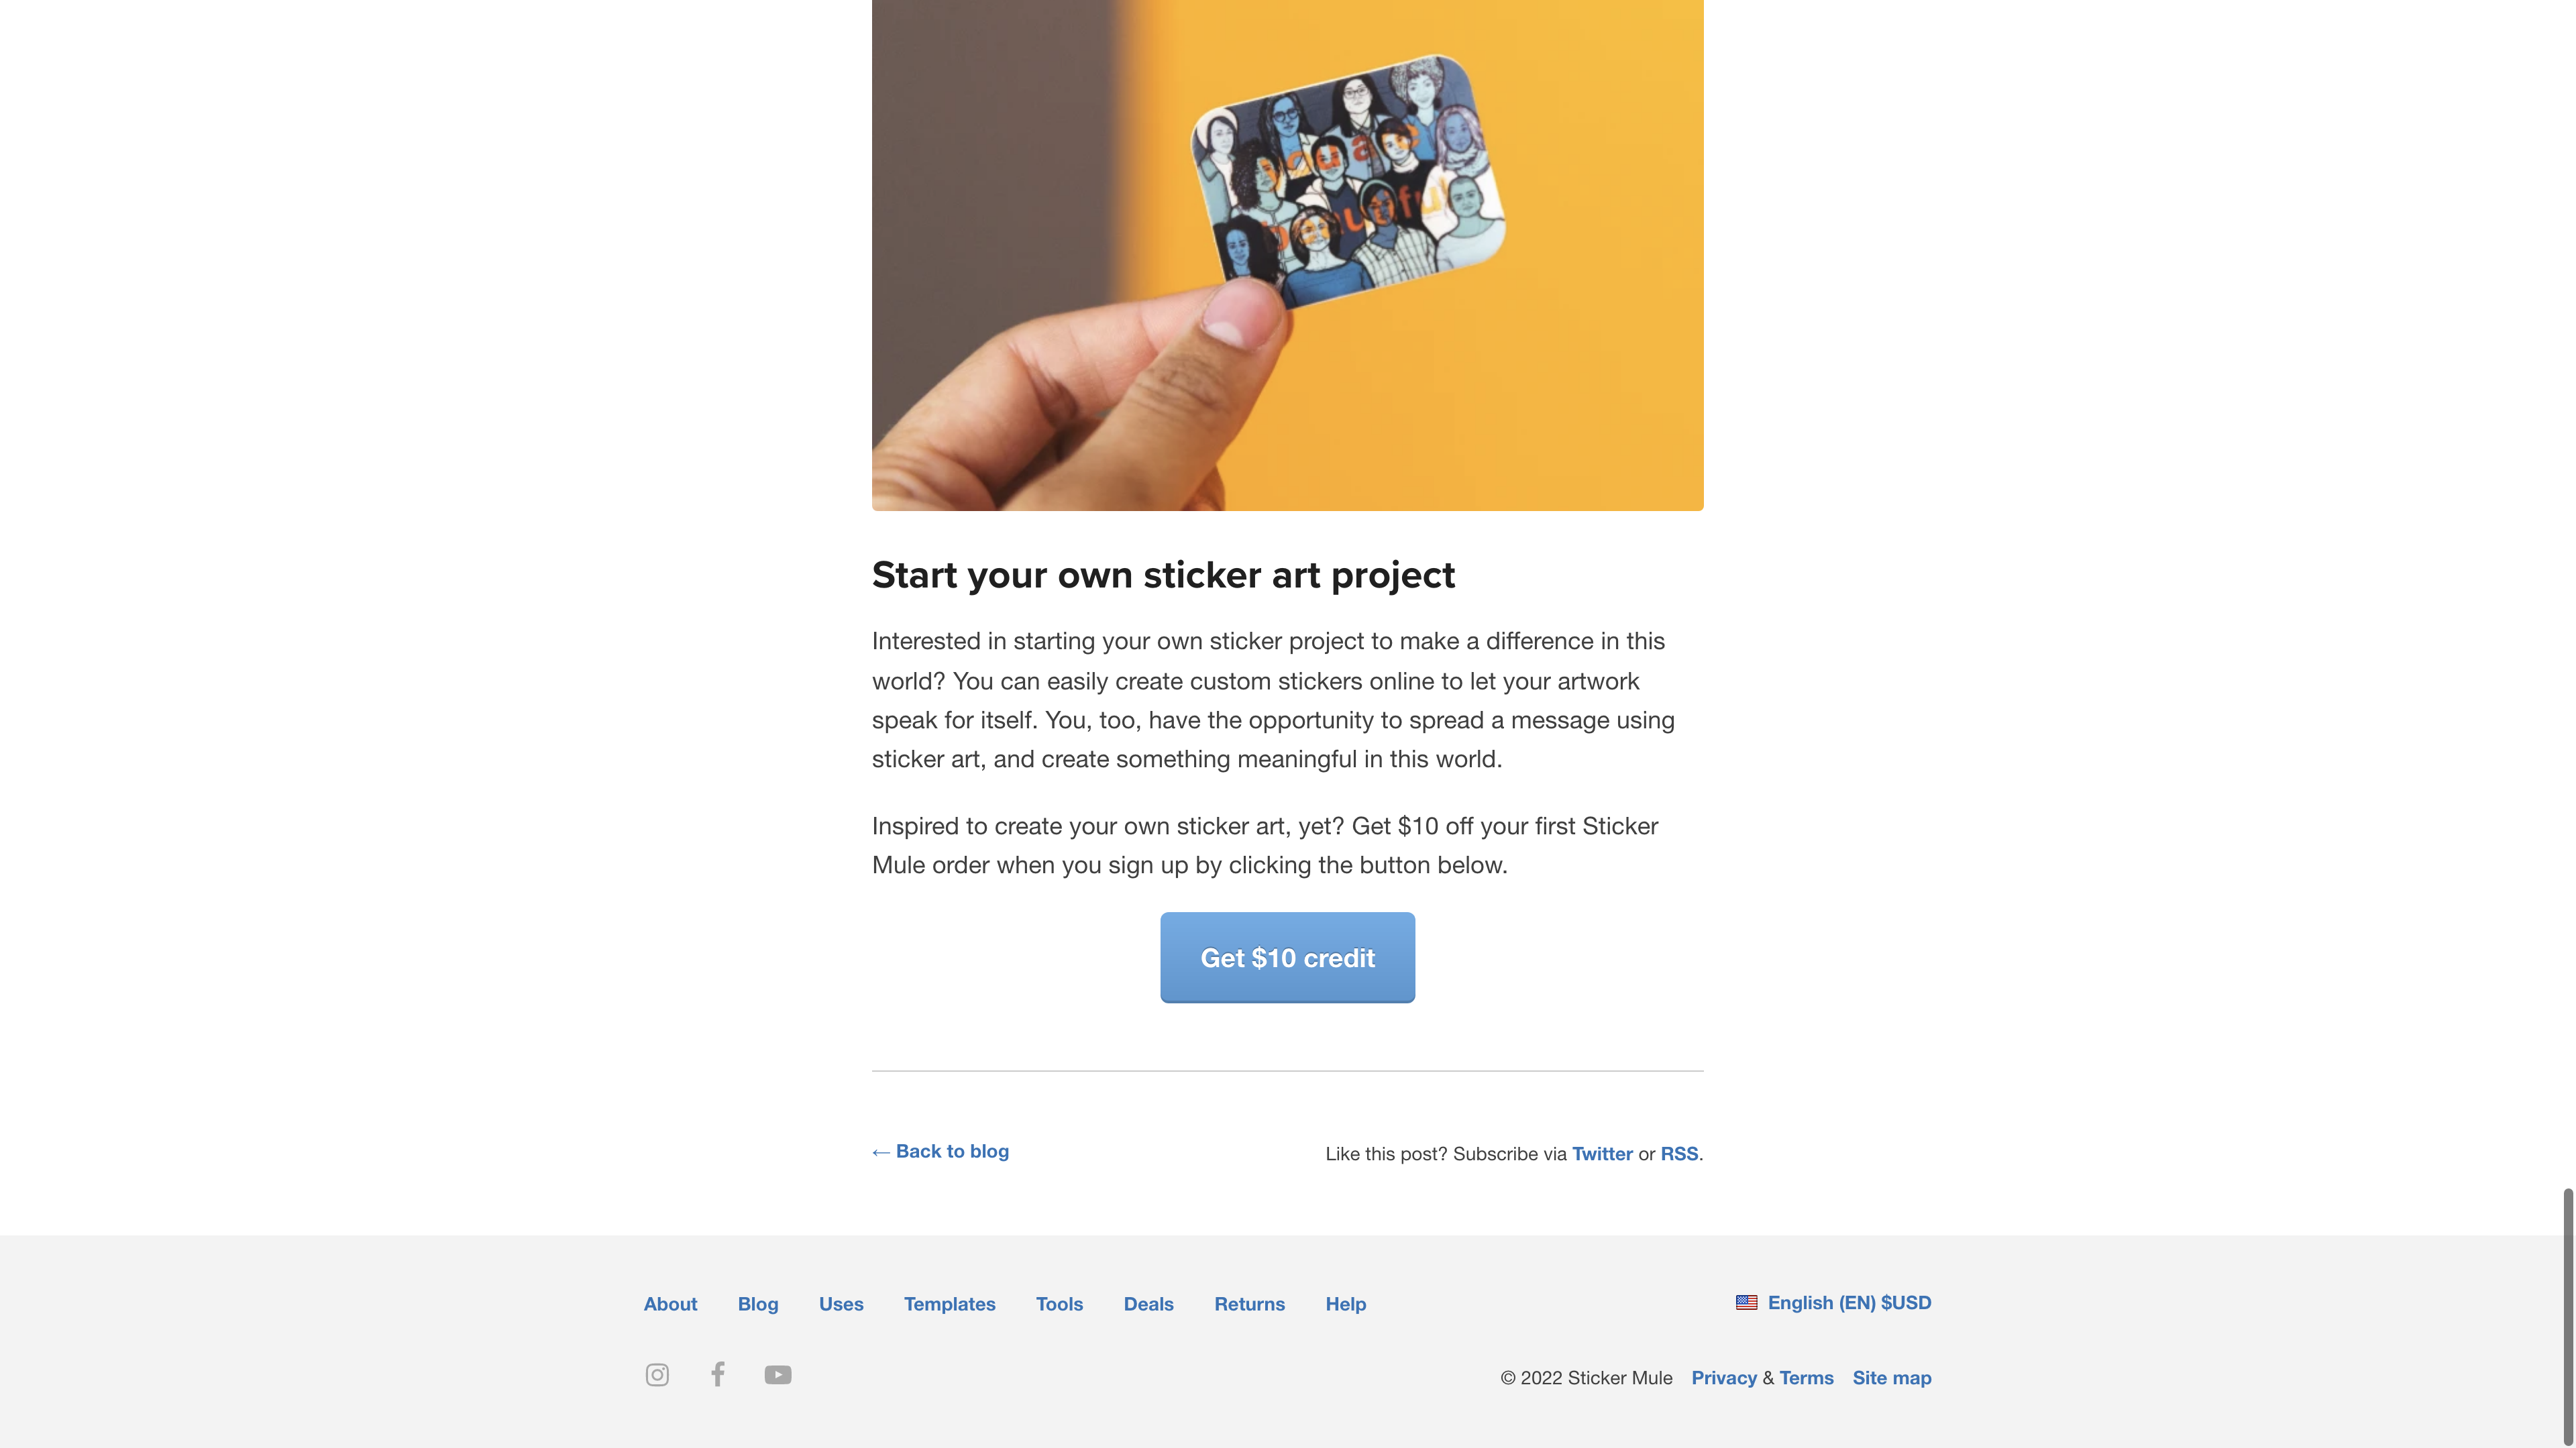 Start your own sticker art project
Interested in starting your own sticker project to make a difference in this
world? You can easily create custom stickers online to let your artwork
speak for itself. You, too, have the opportunity to spread a message using
sticker art, and create something meaningful in this world.
Inspired to create your own sticker art, yet? Get $10 off your first Sticker
Mule order when you sign up by clicking the button below.
Get $10 credit
← Back to blog
Like this post? Subscribe via Twitter or RSS.
About Blog Uses Templates Tools Deals Returns Help
English (EN) $USD
© 2022 Sticker Mule Privacy & Terms Site map